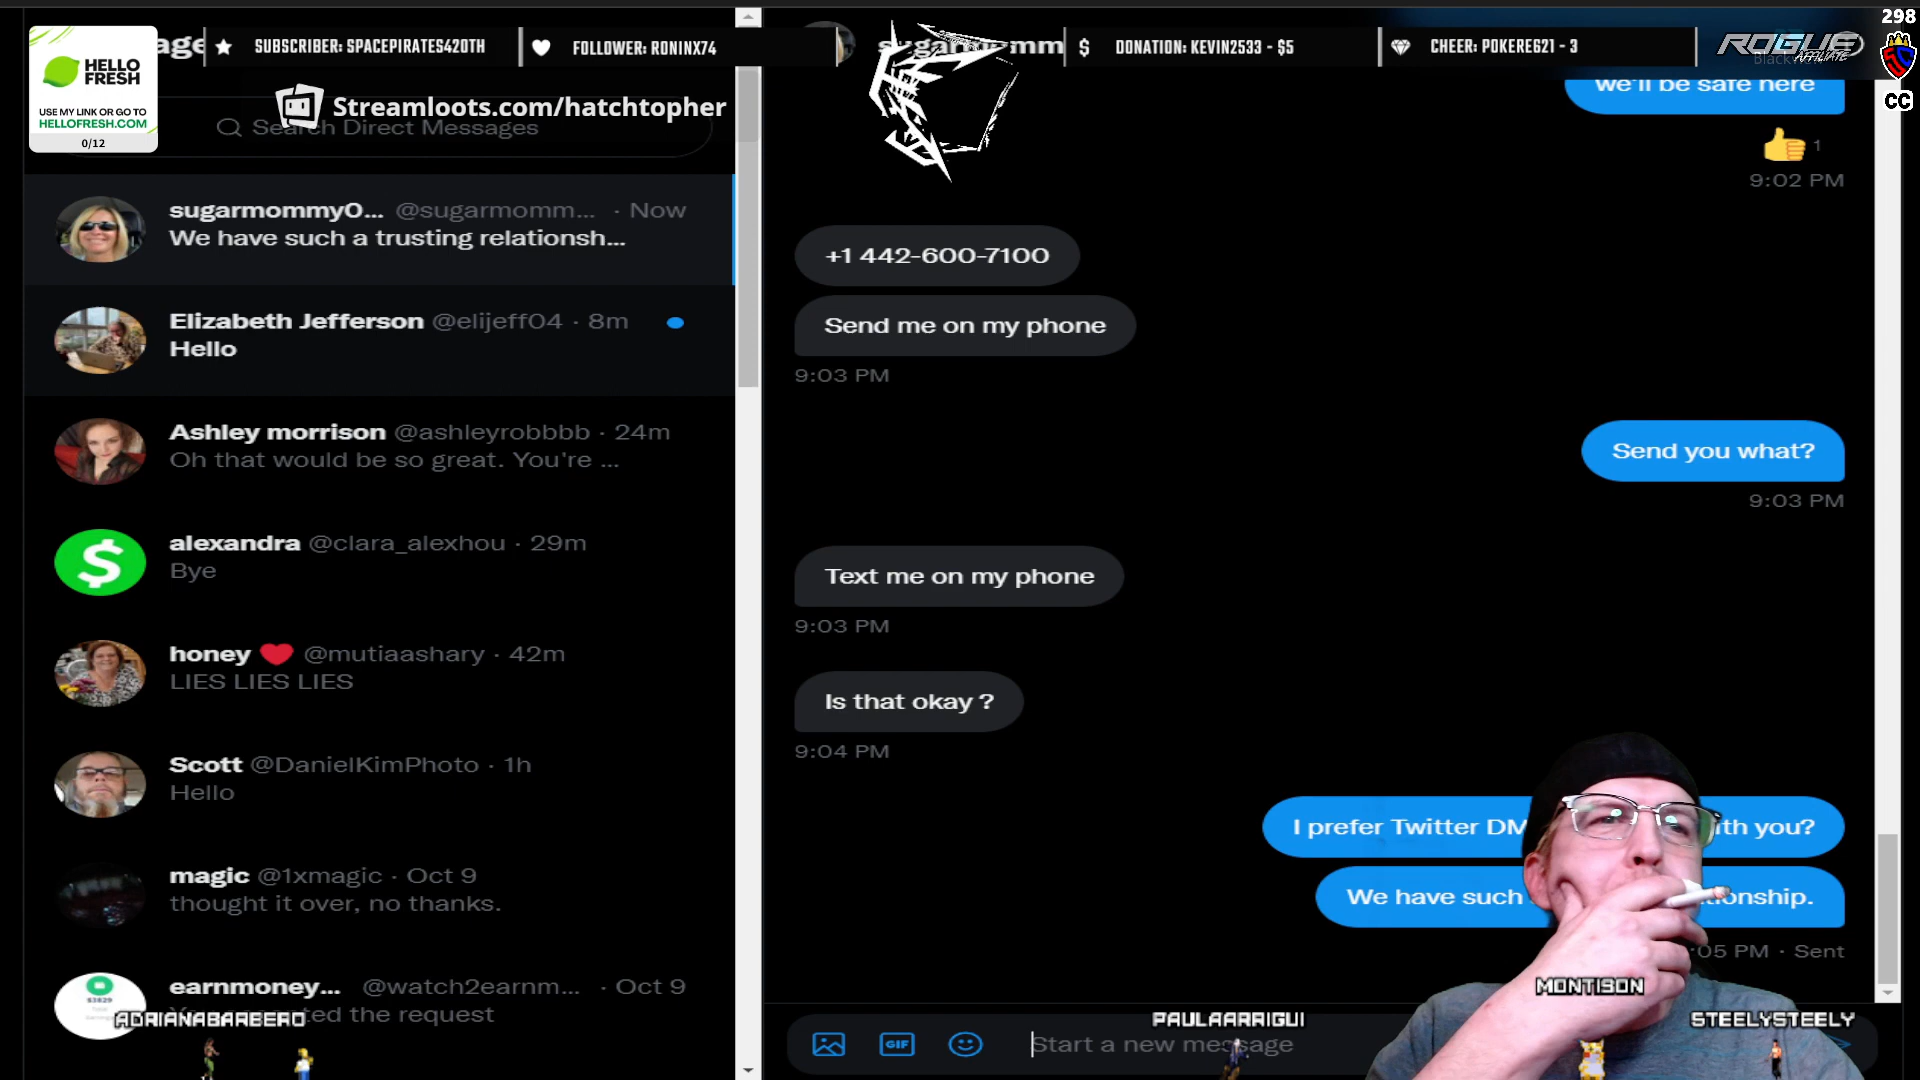 298
HELLO
FRESH
USE MY LINK OR GO TO
HELLOFRESH.COM
0/12
SUBSCRIBER: SPACEPIRATES420TH
FOLLOWER: RONINX74
DONATION: KEVIN2533 - $5
CHEER: POKERE621 - 3
ROGUE
AFFILIATE
CC
Streamloots.com/hatchtopher
Search Direct Messages
sugarmommyO... @sugarmomm... · Now
We have such a trusting relationsh...
Elizabeth Jefferson @elijeff04 · 8m
Hello
Ashley morrison @ashleyrobbbb · 24m
Oh that would be so great. You're ...
alexandra @clara_alexhou · 29m
Bye
honey ❤️ @mutiaashary · 42m
LIES LIES LIES
Scott @DanielKimPhoto · 1h
Hello
magic @1xmagic · Oct 9
thought it over, no thanks.
earnmoney... @watch2earnm... · Oct 9
the request
ADRIANABARBERO
we'll be safe here
👍 1
9:02 PM
+1 442-600-7100
Send me on my phone
9:03 PM
Send you what?
9:03 PM
Text me on my phone
9:03 PM
Is that okay ?
9:04 PM
I prefer Twitter DM you?
We have such
:05 PM · Sent
MONTISON
PAULAARRIGUI
STEELYSTEELY
GIF
Start a new message